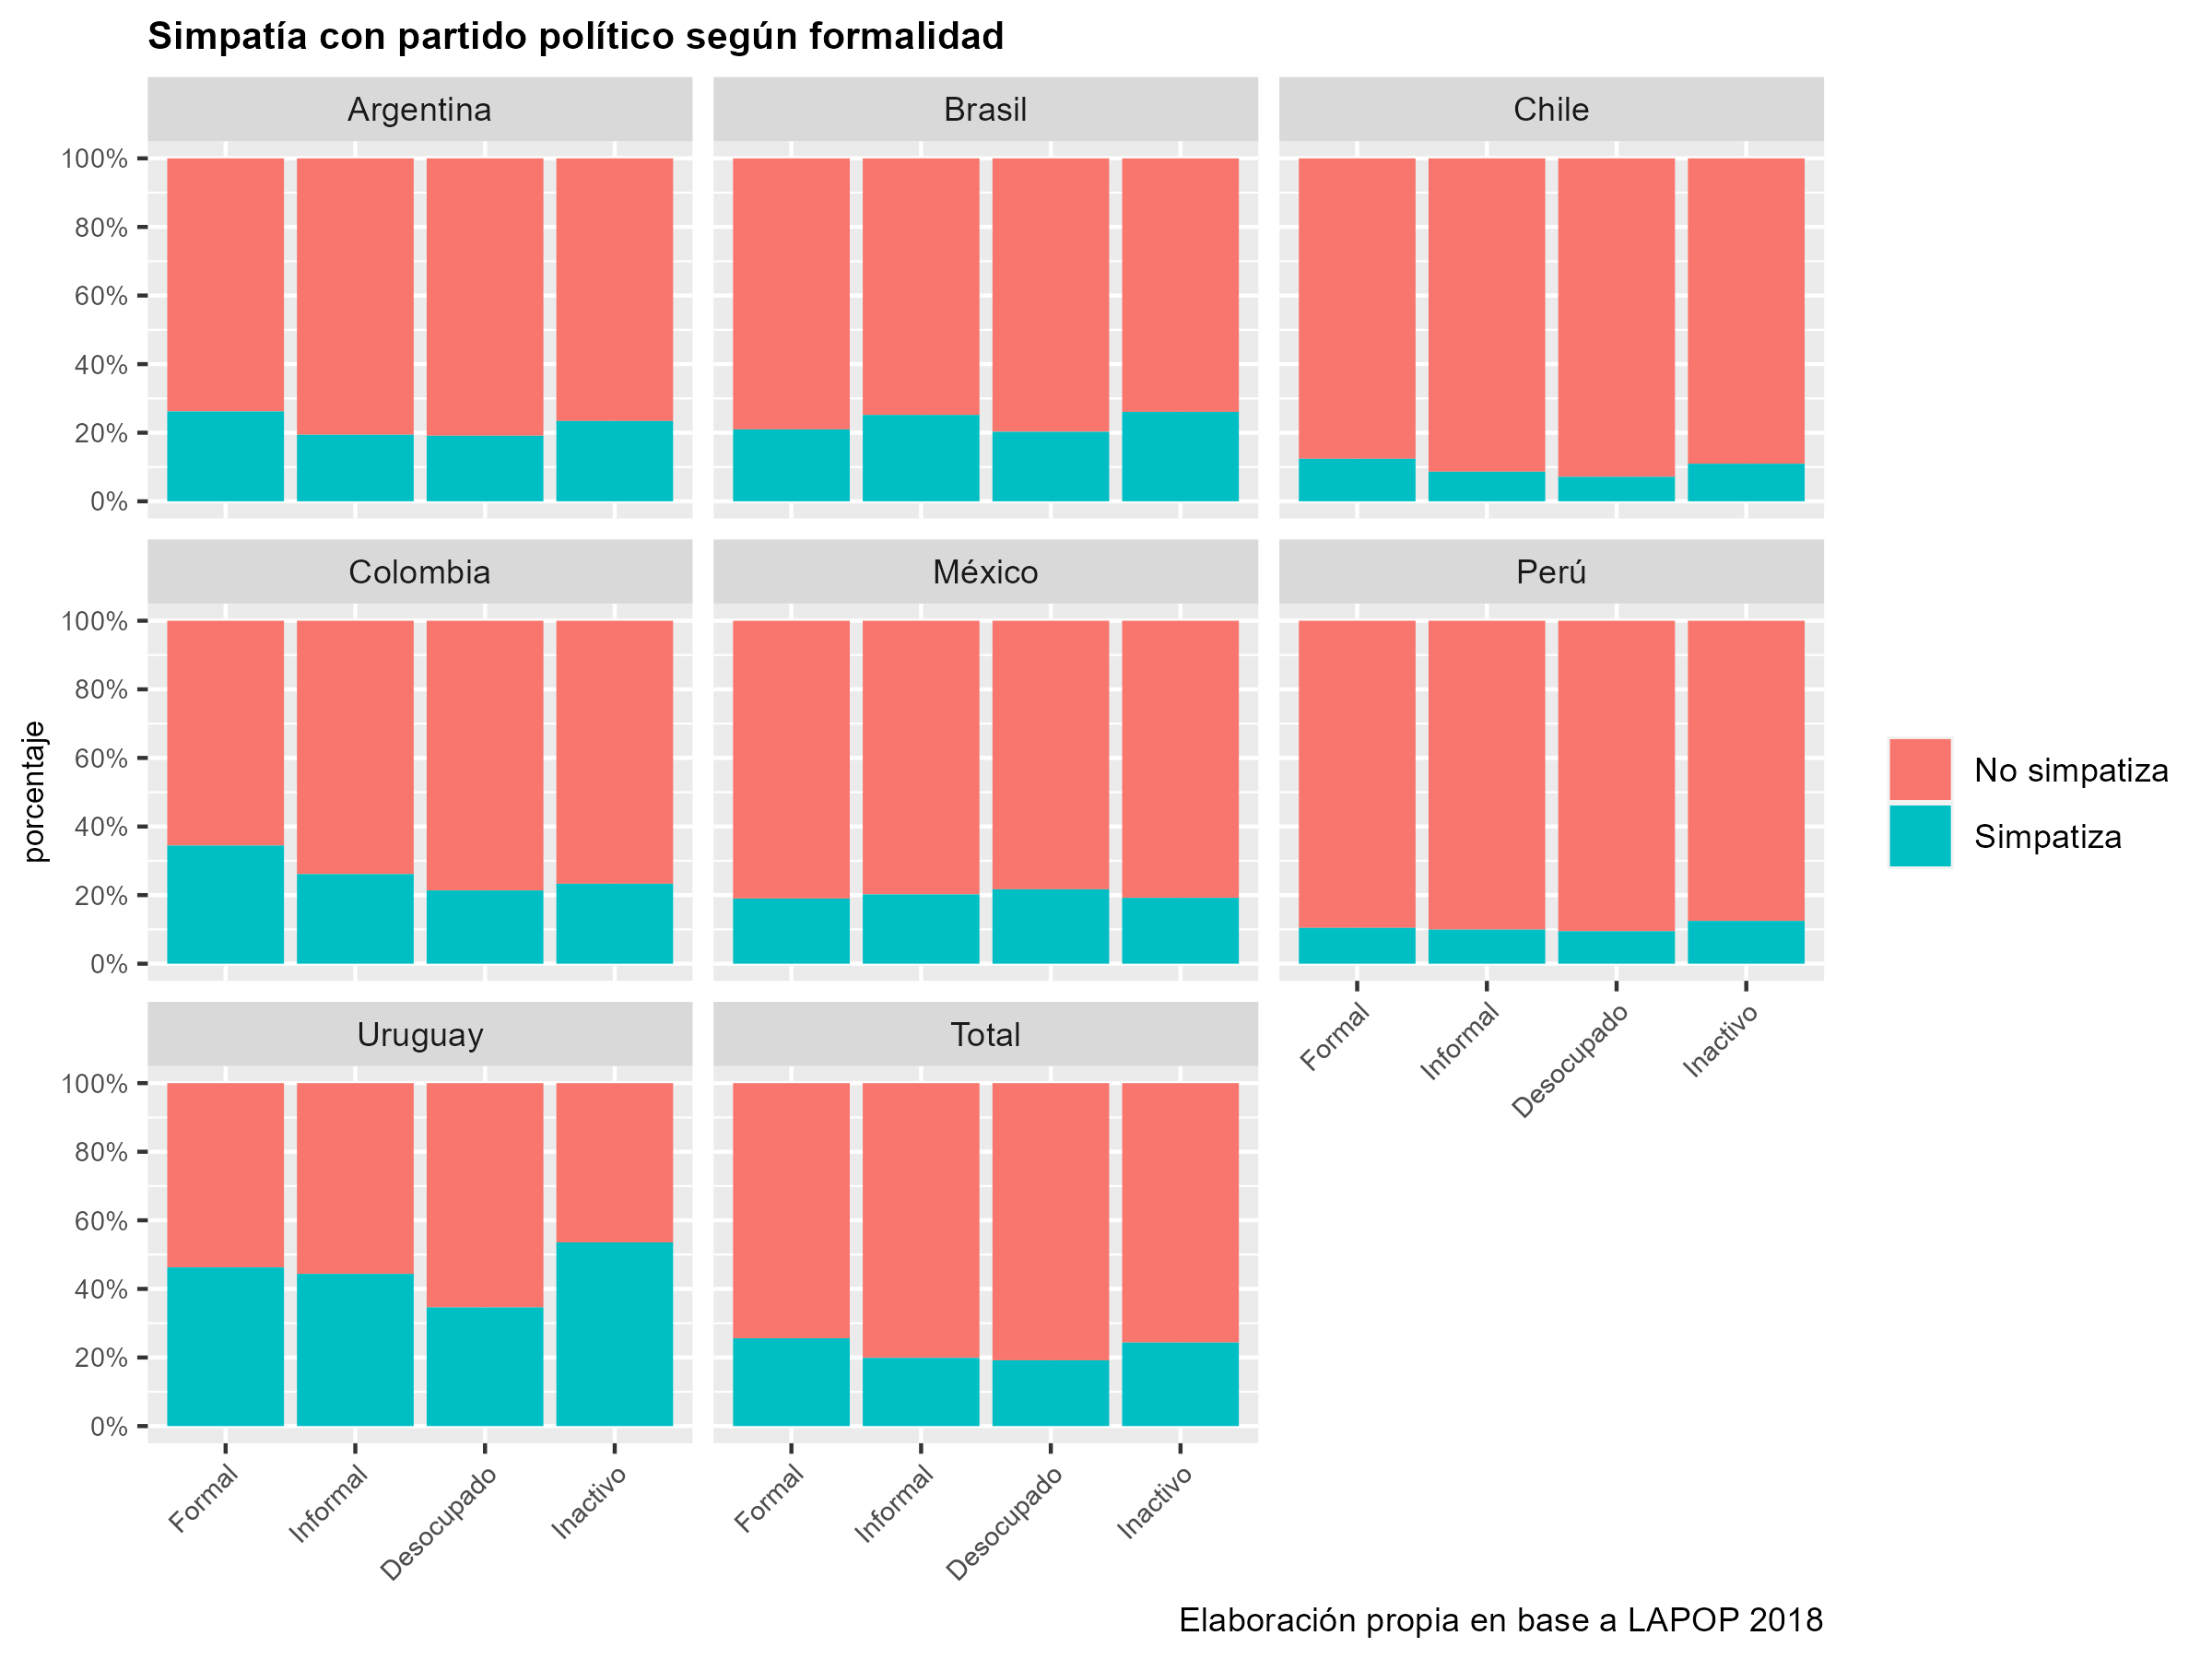 Simpatía con partido político según formalidad
Argentina
Brasil
Chile
100%
80%
60%
40%
20%
0%
Colombia
México
Perú
100%
80%
60%
40%
20%
0%
porcentaje
No simpatiza
Simpatiza
Formal
Informal
Desocupado
Inactivo
Uruguay
Total
100%
80%
60%
40%
20%
0%
Formal
Informal
Desocupado
Inactivo
Formal
Informal
Desocupado
Inactivo
Elaboración propia en base a LAPOP 2018